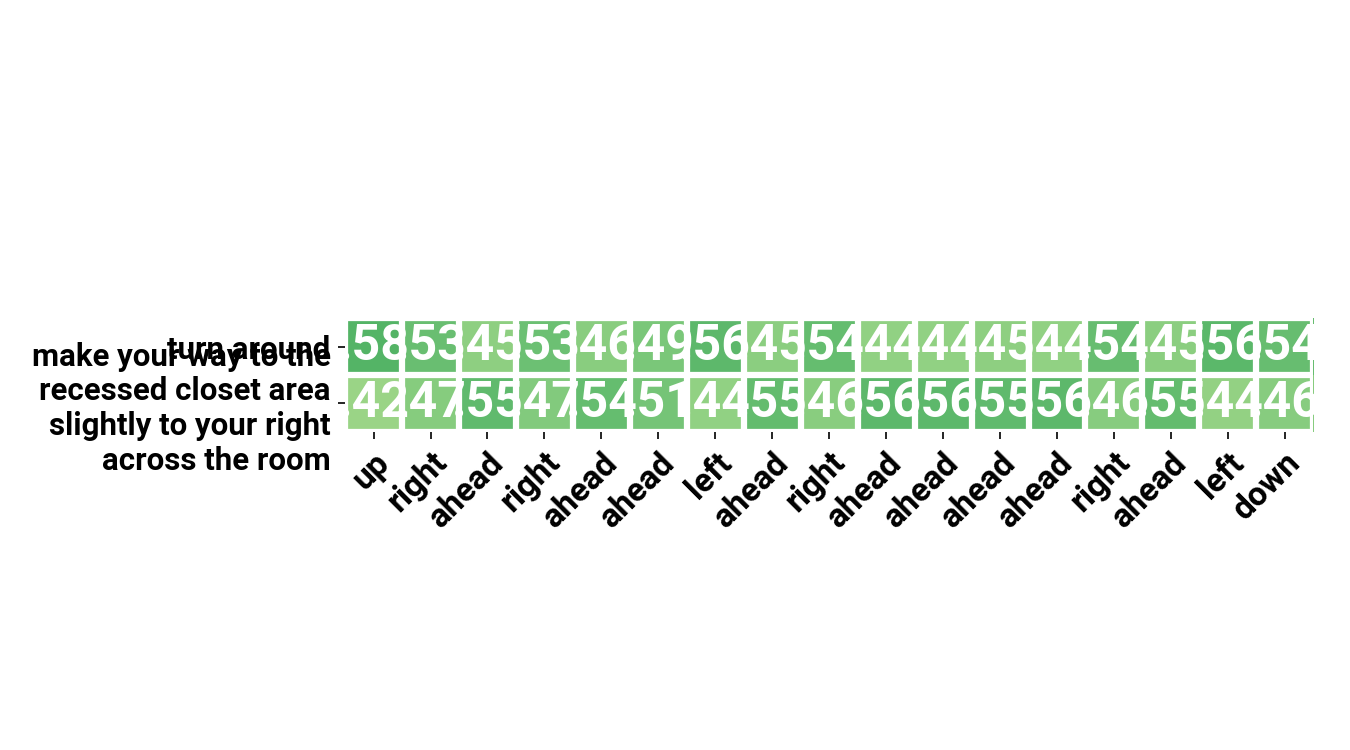 turn around
58 53 45 53 46 49 56 45 54 44 44 45 44 54 45 56 54
make your way to the
recessed closet area
slightly to your right
across the room
42 47 55 47 54 51 44 55 46 56 56 55 56 46 55 44 46
up right ahead right ahead ahead left ahead right ahead ahead ahead ahead right ahead left down